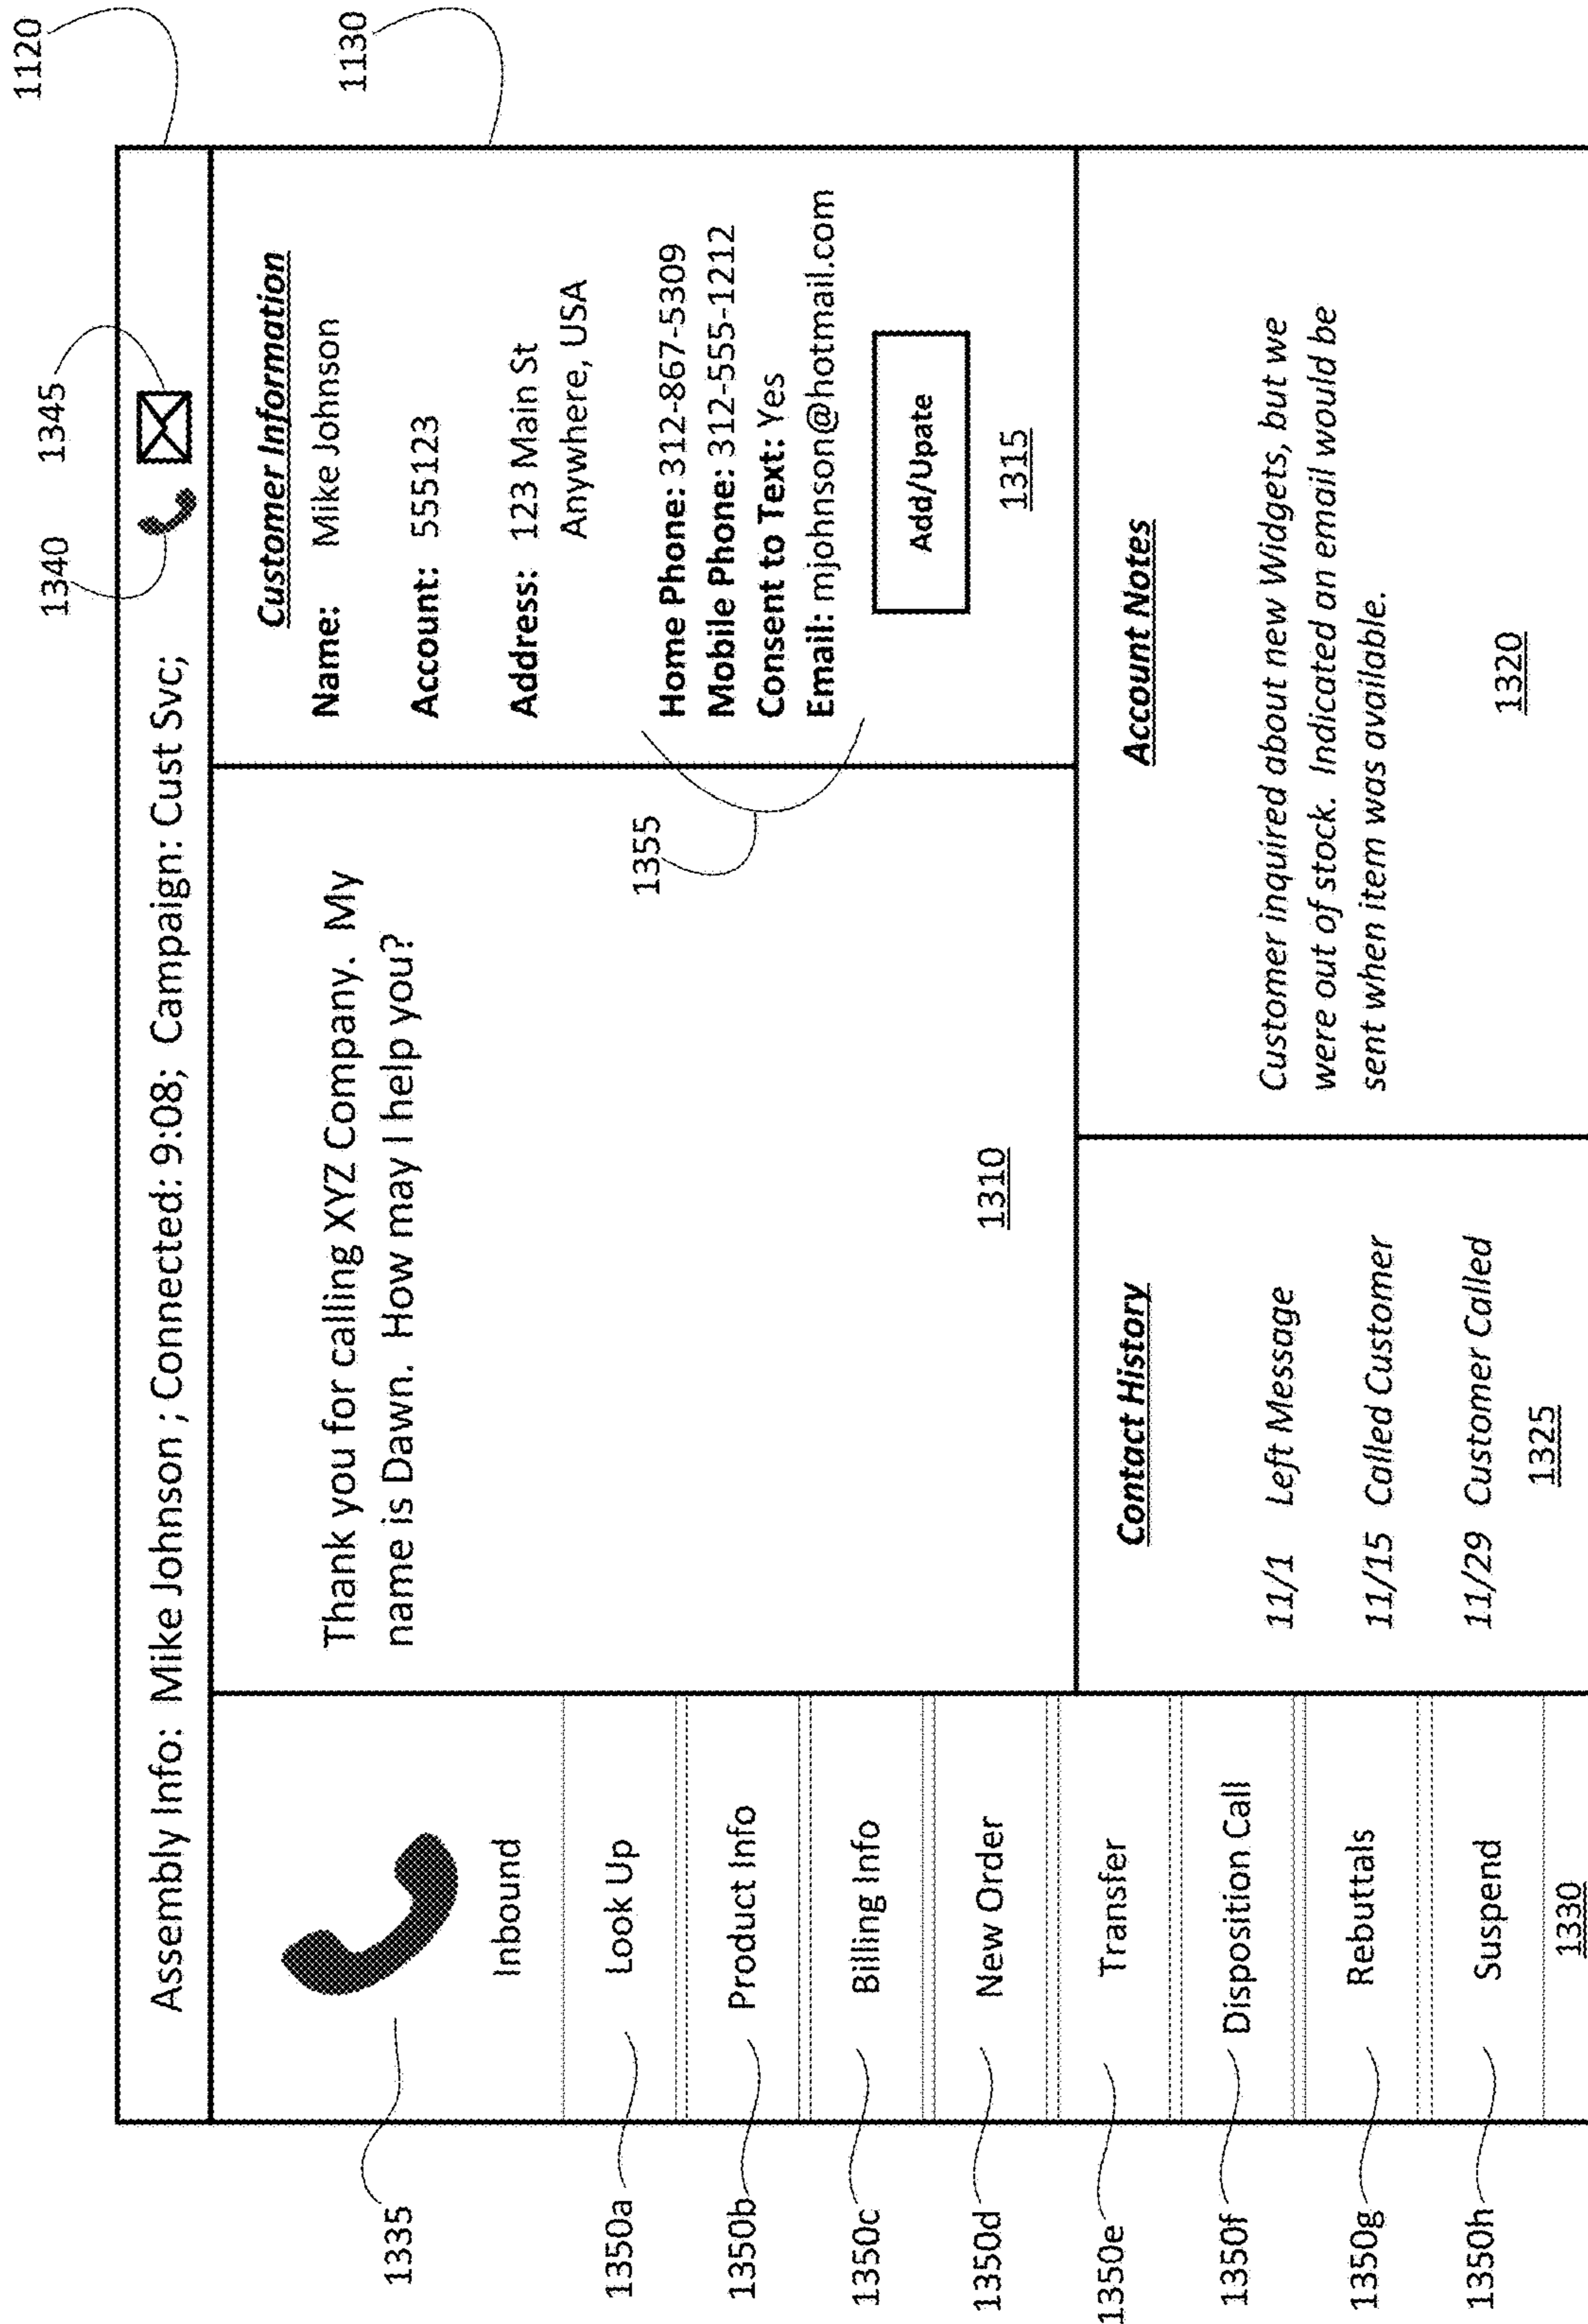 1120
1130
1340
1345
Assembly Info: Mike Johnson ; Connected: 9:08; Campaign: Cust Svc;
1335
Inbound
1350a
Look Up
1350b
Product Info
1350c
Billing Info
1350d
New Order
1350e
Transfer
1350f
Disposition Call
1350g
Rebuttals
1350h
Suspend
1330
Thank you for calling XYZ Company. My
name is Dawn. How may I help you?
1310
1355
Customer Information
Name: Mike Johnson
Account: 555123
Address: 123 Main St
Anywhere, USA
Home Phone: 312-867-5309
Mobile Phone: 312-555-1212
Consent to Text: Yes
Email: mjohnson@hotmail.com
Add/Upate
1315
Contact History
11/1 Left Message
11/15 Called Customer
11/29 Customer Called
1325
Account Notes
Customer inquired about new Widgets, but we
were out of stock. Indicated an email would be
sent when item was available.
1320